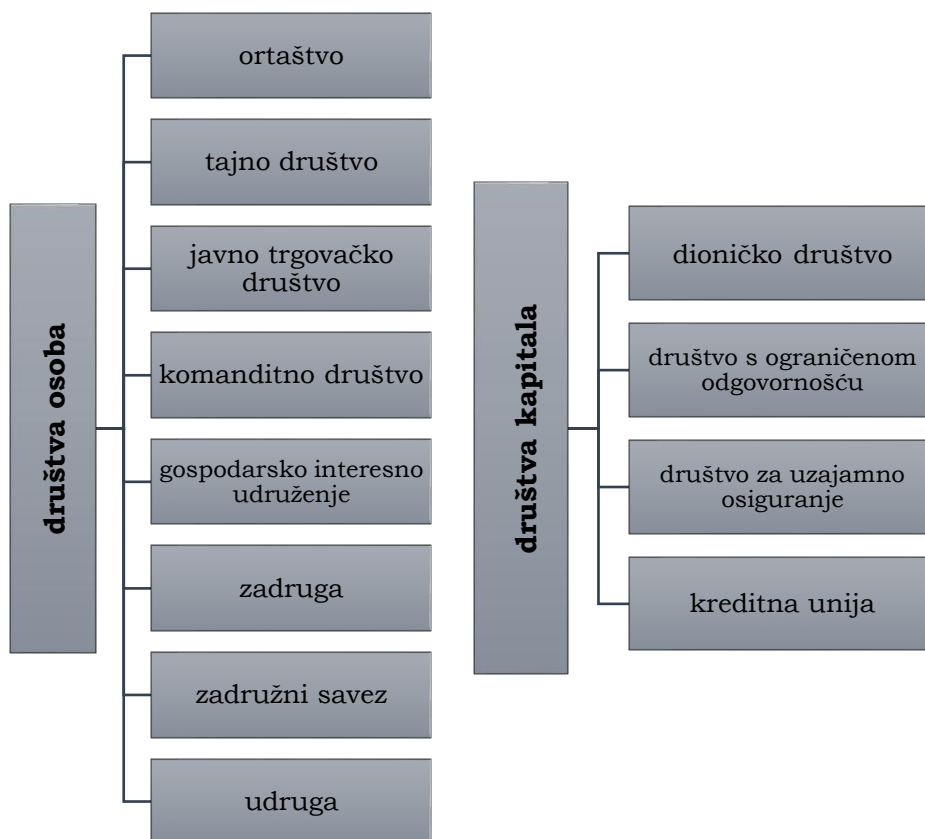 društva osoba
ortaštvo
tajno društvo
javno trgovačko
društvo
komanditno društvo
gospodarsko interesno
udruženje
zadruga
zadružni savez
udruga
društva kapitala
dioničko društvo
društvo s ograničenom
odgovornošću
društvo za uzajamno
osiguranje
kreditna unija